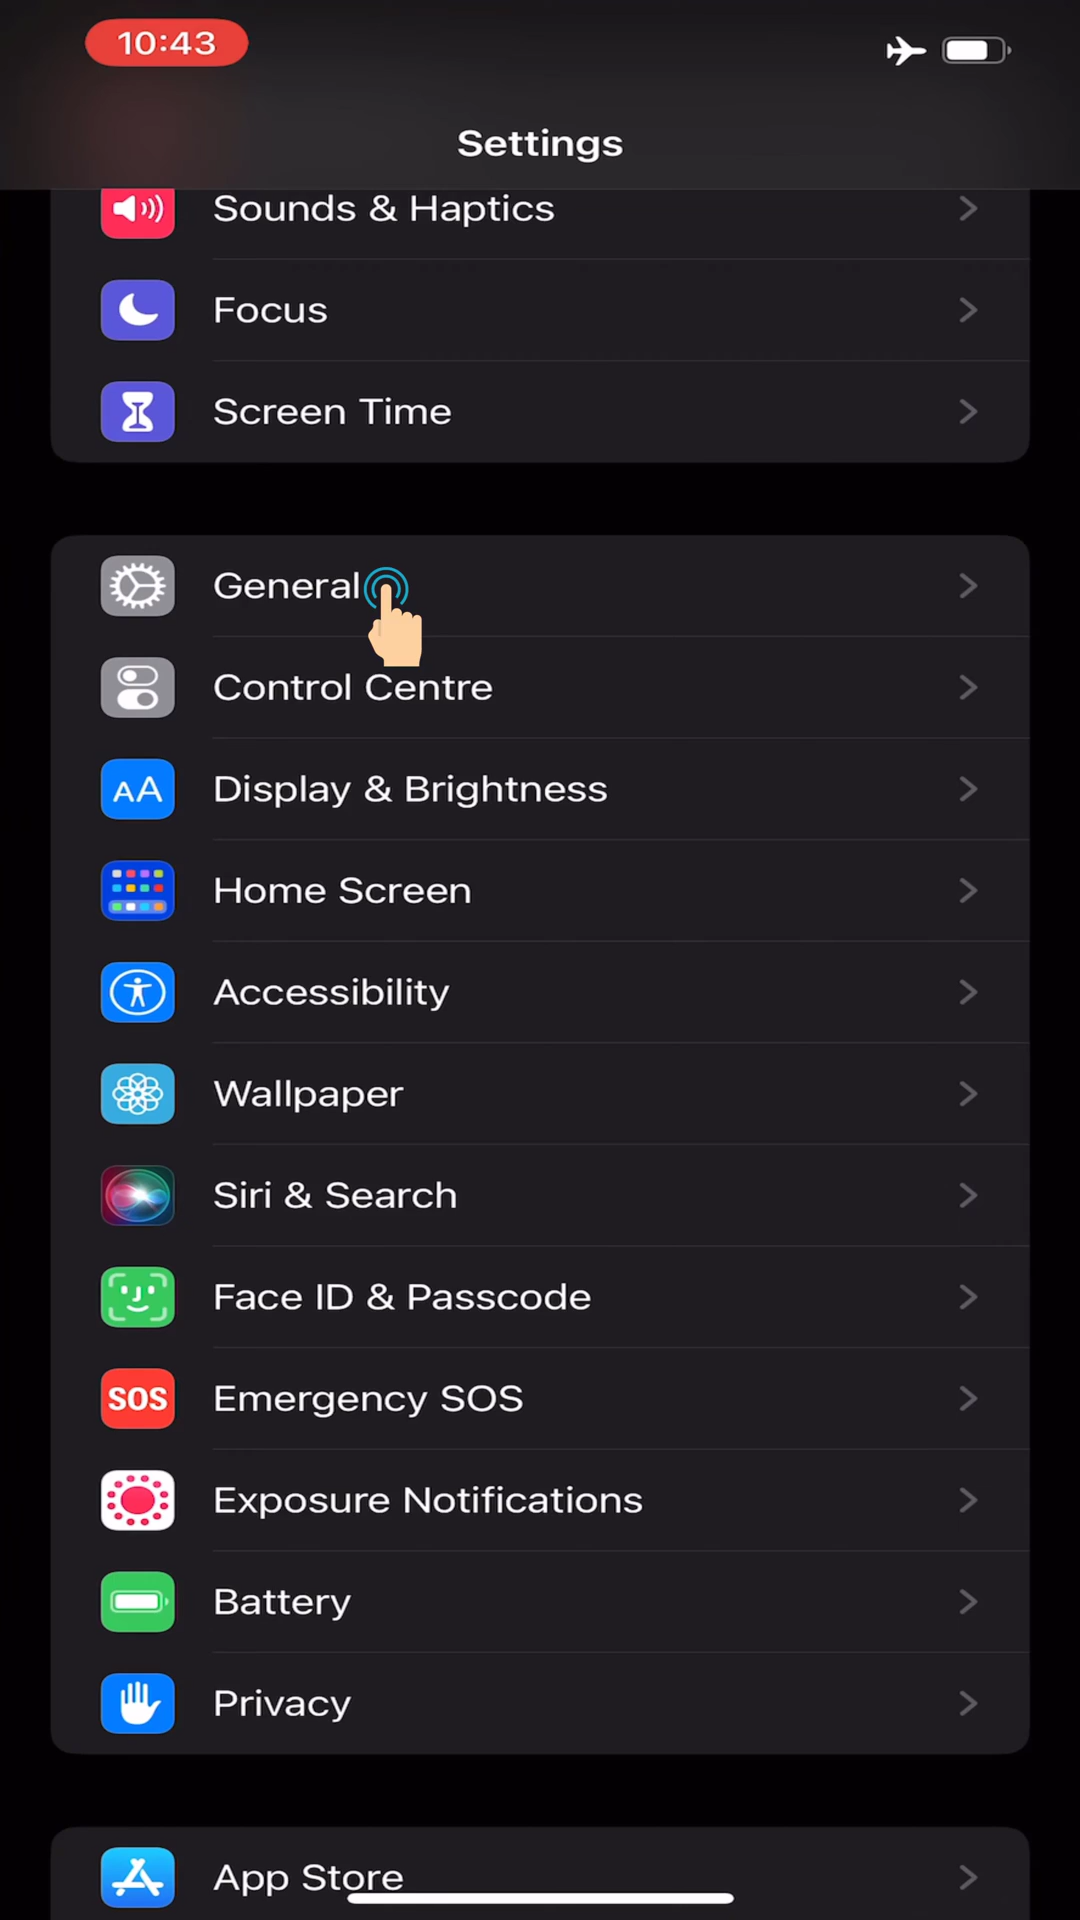 10:43
Settings
Sounds & Haptics
Focus
Screen Time
General
Control Centre
AA
Display & Brightness
Home Screen
Accessibility
Wallpaper
Siri & Search
Face ID & Passcode
SOS
Emergency SOS
Exposure Notifications
Battery
Privacy
App Store